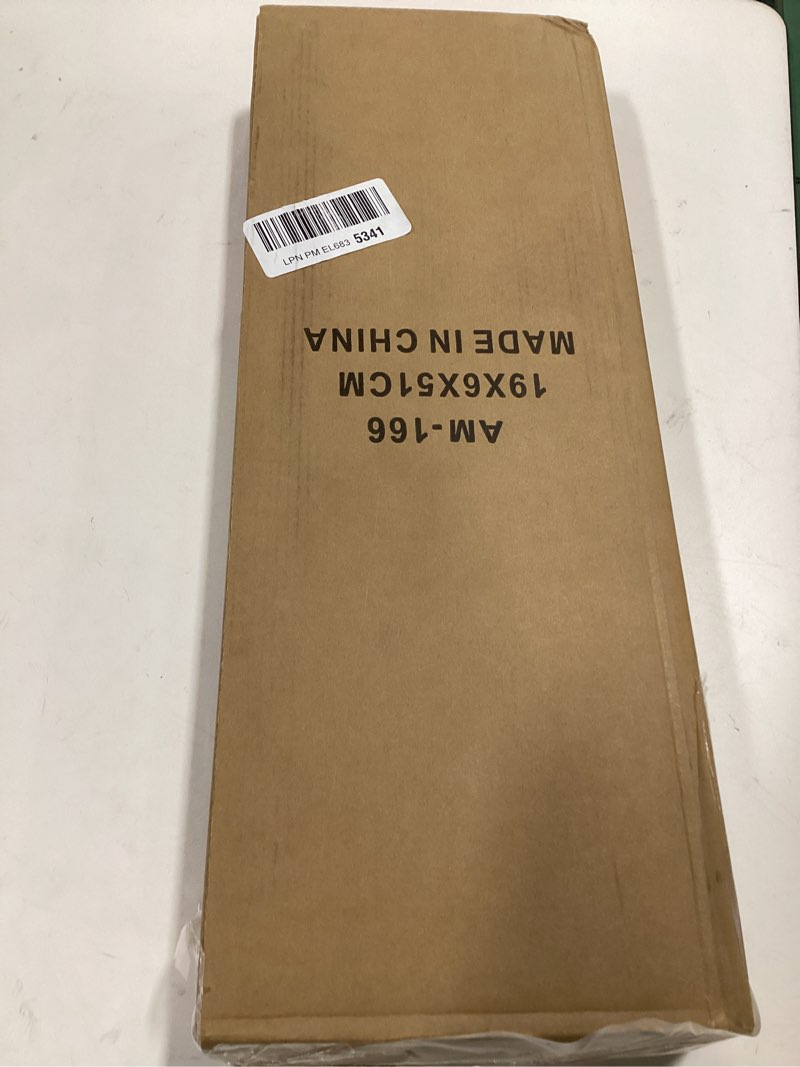 LPN PM EL683 5341
AM-166
19X6X51CM
MADE IN CHINA